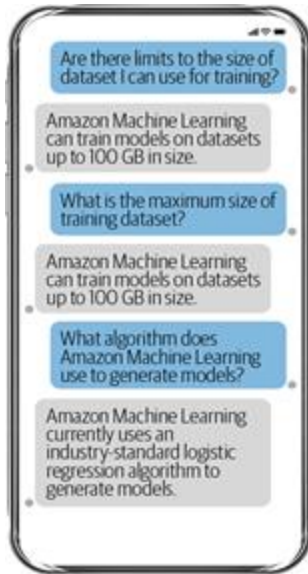 Are there limits to the size of
dataset I can use for training?
Amazon Machine Learning
can train models on datasets
up to 100 GB in size.
What is the maximum size of
training dataset?
Amazon Machine Learning
can train models on datasets
up to 100 GB in size.
What algorithm does
Amazon Machine Learning
use to generate models?
Amazon Machine Learning
currently uses an
industry-standard logistic
regression algorithm to
generate models.